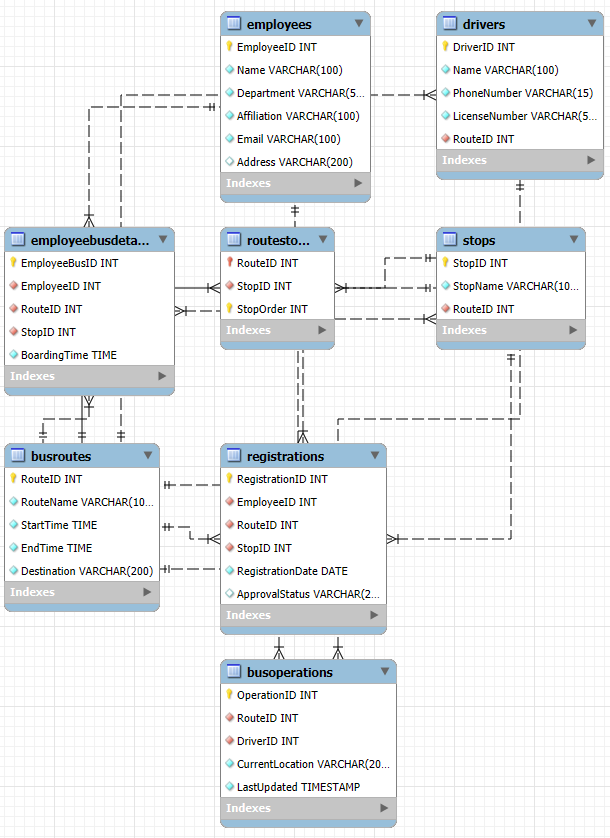 employees
EmployeeID INT
Name VARCHAR(100)
Department VARCHAR(5...
Affiliation VARCHAR(100)
Email VARCHAR(100)
Address VARCHAR(200)
Indexes
drivers
DriverID INT
Name VARCHAR(100)
PhoneNumber VARCHAR(15)
LicenseNumber VARCHAR(5...
RouteID INT
Indexes
employeebusdeta...
EmployeeBusID INT
EmployeeID INT
RouteID INT
StopID INT
BoardingTime TIME
Indexes
routesto...
RouteID INT
StopID INT
StopOrder INT
Indexes
stops
StopID INT
StopName VARCHAR(10...
RouteID INT
Indexes
busroutes
RouteID INT
RouteName VARCHAR(10...
StartTime TIME
EndTime TIME
Destination VARCHAR(200)
Indexes
registrations
RegistrationID INT
EmployeeID INT
RouteID INT
StopID INT
RegistrationDate DATE
ApprovalStatus VARCHAR(2...
Indexes
busoperations
OperationID INT
RouteID INT
DriverID INT
CurrentLocation VARCHAR(20...
LastUpdated TIMESTAMP
Indexes